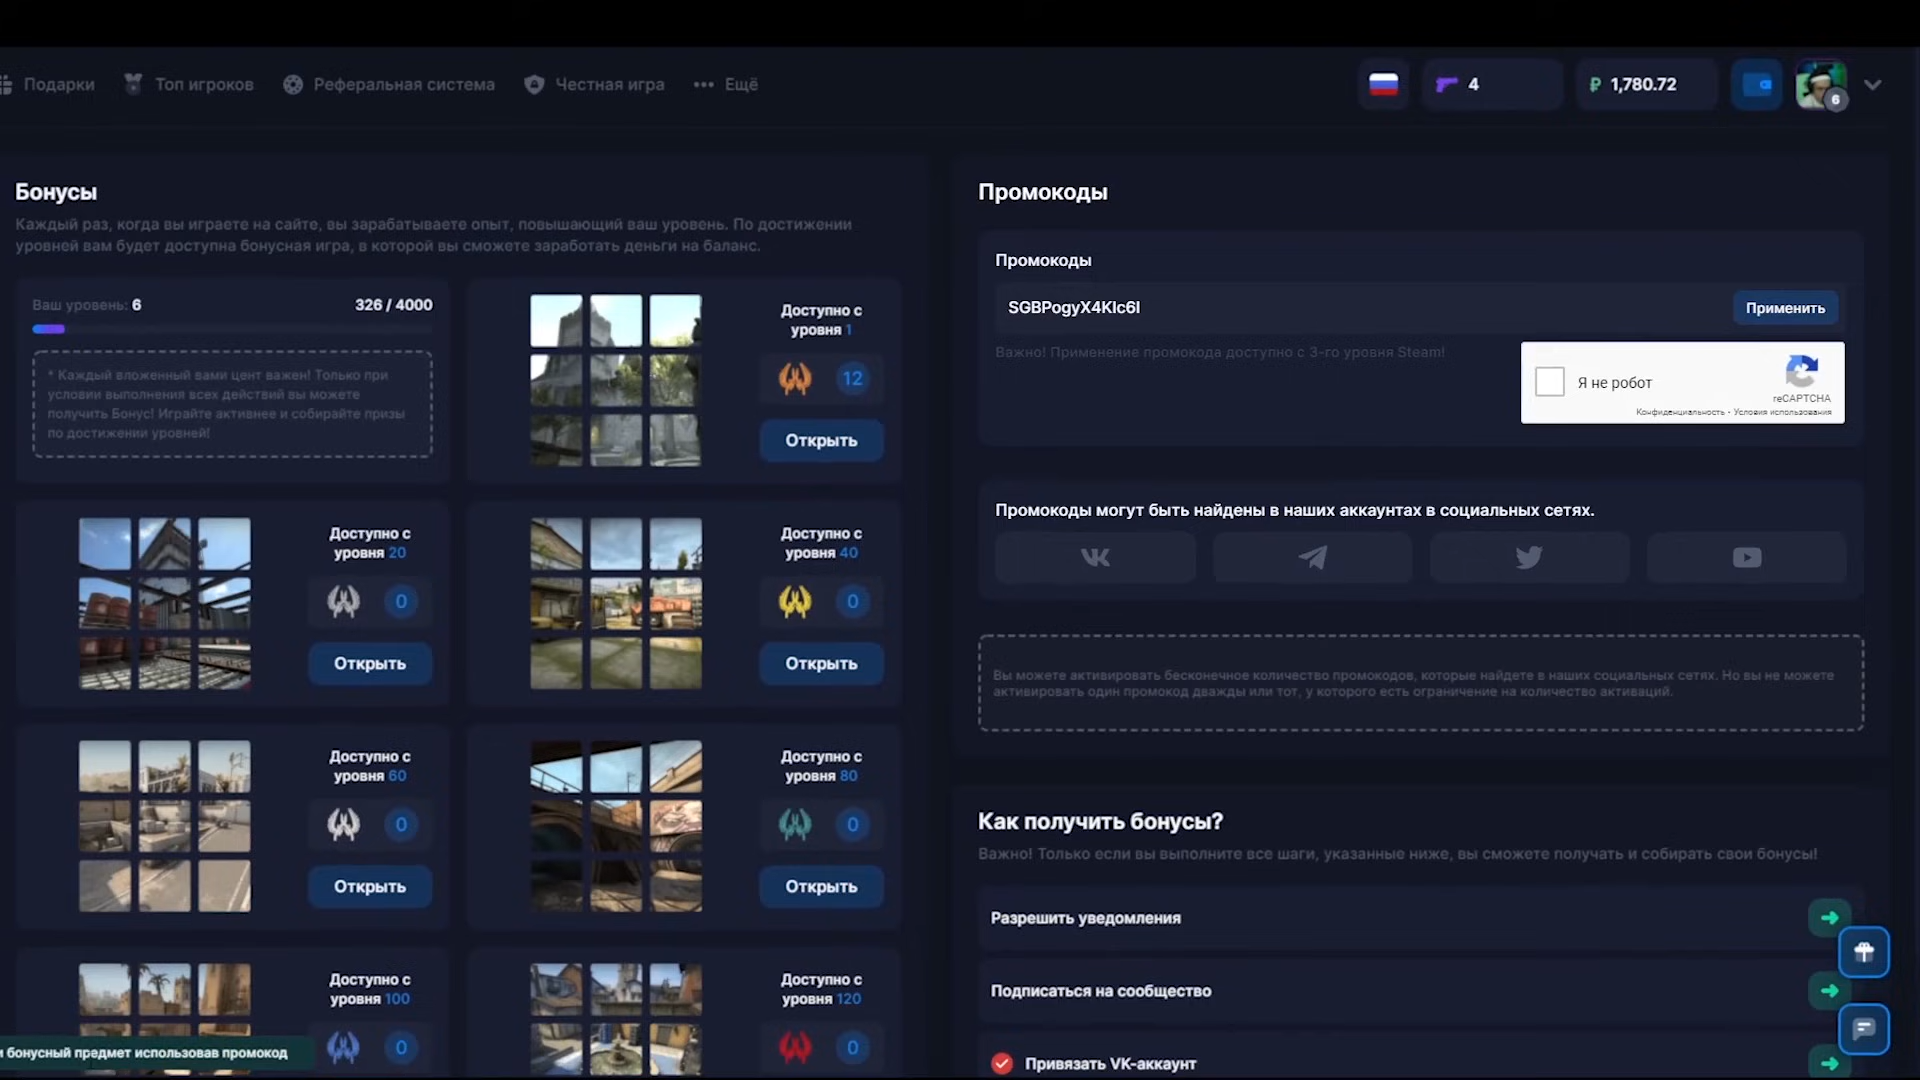 Подарки
Топ игроков
Реферальная система
Честная игра
Ещё
4
₽ 1,780.72
6
Бонусы
Каждый раз, когда вы играете на сайте, вы зарабатываете опыт, повышающий ваш уровень. По достижении
уровней вам будет доступна бонусная игра, в которой вы сможете заработать деньги на баланс.
Ваш уровень: 6
326 / 4000
* Каждый вложенный вами цент важен! Только при
условии выполнения всех действий вы можете
получить Бонус! Играйте активнее и собирайте призы
по достижении уровней!
Доступно с
уровня 1
12
Открыть
Доступно с
уровня 20
0
Открыть
Доступно с
уровня 40
0
Открыть
Доступно с
уровня 60
0
Открыть
Доступно с
уровня 80
0
Открыть
Доступно с
уровня 100
0
Доступно с
уровня 120
0
и бонусный предмет использовав промокод
Промокоды
Промокоды
SGBPogyX4KIc6I
Применить
Важно! Применение промокода доступно с 3-го уровня Steam!
Я не робот
reCAPTCHA
Конфиденциальность • Условия использования
Промокоды могут быть найдены в наших аккаунтах в социальных сетях.
Вы можете активировать бесконечное количество промокодов, которые найдете в наших социальных сетях. Но вы не можете
активировать один промокод дважды или тот, у которого есть ограничение на количество активаций.
Как получить бонусы?
Важно! Только если вы выполните все шаги, указанные ниже, вы сможете получать и собирать свои бонусы!
Разрешить уведомления
Подписаться на сообщество
Привязать VK-аккаунт